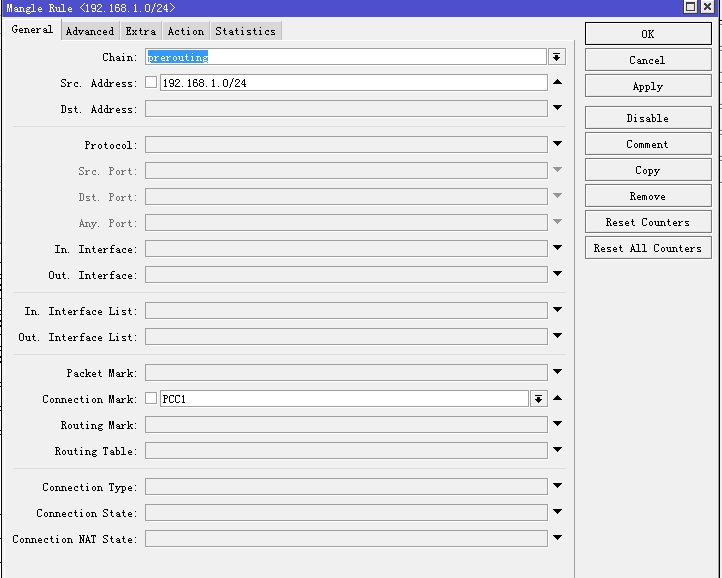 Mangle Rule <192.168.1.0/24>
General Advanced Extra Action Statistics
Chain: prerouting
Src. Address: 192.168.1.0/24
Dst. Address:
Protocol:
Src. Port:
Dst. Port:
Any. Port:
In. Interface:
Out. Interface:
In. Interface List:
Out. Interface List:
Packet Mark:
Connection Mark: PCC1
Routing Mark:
Routing Table:
Connection Type:
Connection State:
Connection NAT State:
OK
Cancel
Apply
Disable
Comment
Copy
Remove
Reset Counters
Reset All Counters